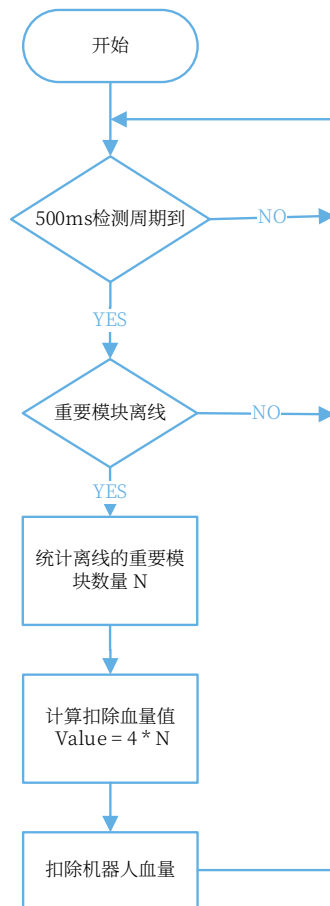 开始
500ms检测周期到
NO
YES
重要模块离线
NO
YES
统计离线的重要模
块数量 N
计算扣除血量值
Value = 4 * N
扣除机器人血量